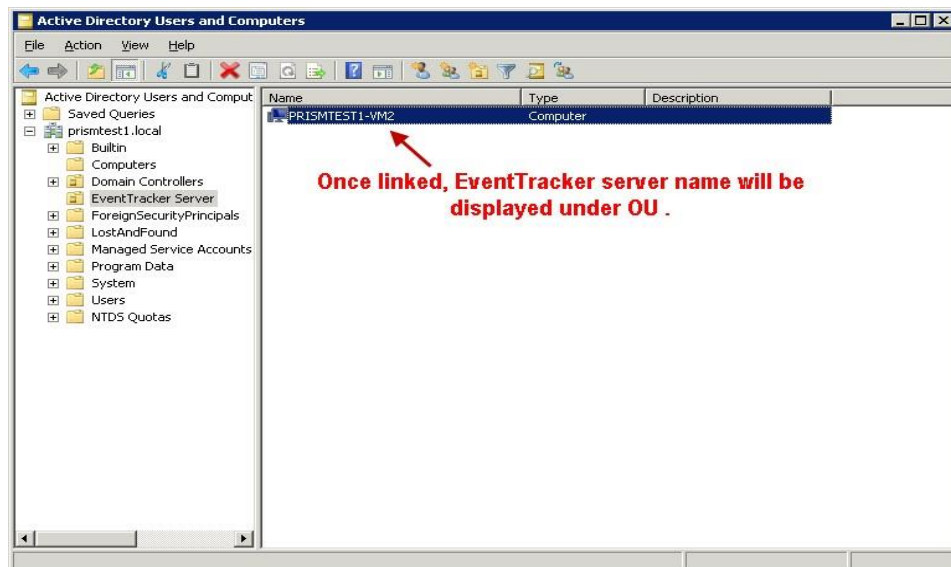 Active Directory Users and Computers
File Action View Help
Active Directory Users and Comput
Saved Queries
prismtest1.local
Builtin
Computers
Domain Controllers
EventTracker Server
ForeignSecurityPrincipals
LostAndFound
Managed Service Accounts
Program Data
System
Users
NTDS Quotas
Name Type Description
PRISMTEST1-VM2 Computer
Once linked, EventTracker server name will be
displayed under OU .